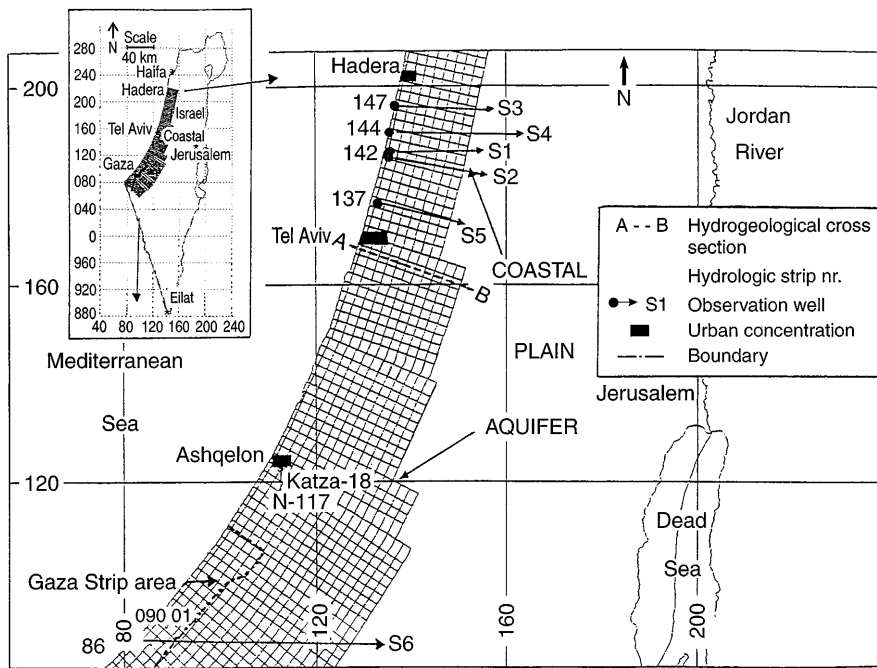 N
Scale
40 km
280
240
200
160
120
080
040
0
960
920
880
40 80 120 160 200 240
Haifa
Hadera
Israel
Tel Aviv
Coastal
Jerusalem
Gaza
Eilat
Hadera
200
147
S3
144
S4
S1
142
S2
137
S5
Tel Aviv
A
B
N
Jordan
River
COASTAL
160
A - - B Hydrogeological cross
section
Hydrologic strip nr.
S1 Observation well
Urban concentration
Boundary
Mediterranean
PLAIN
Jerusalem
Sea
AQUIFER
Ashqelon
Katza-18
120
N-117
Dead
Sea
Gaza Strip area
090 01
86
80
120
160
200
S6